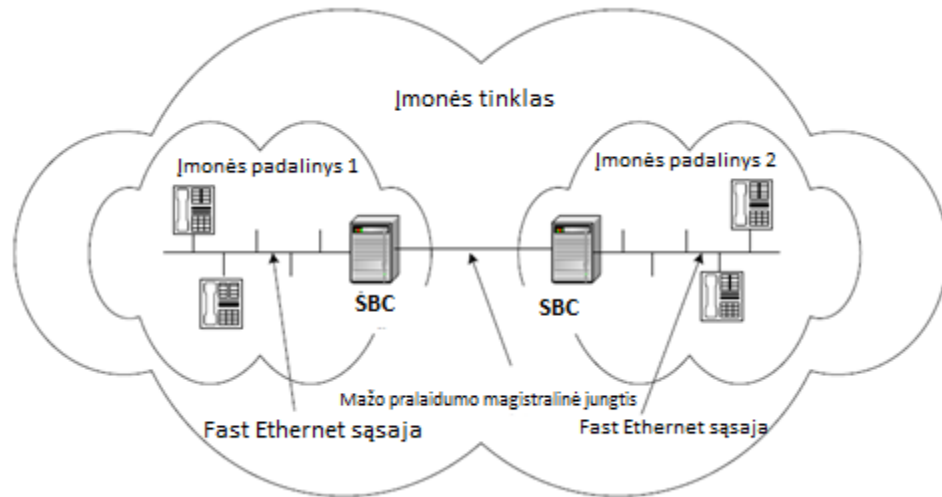 Įmonės tinklas
Įmonės padalinys 1
Įmonės padalinys 2
SBC
SBC
Mažo pralaidumo magistralinė jungtis
Fast Ethernet sąsaja
Fast Ethernet sąsaja